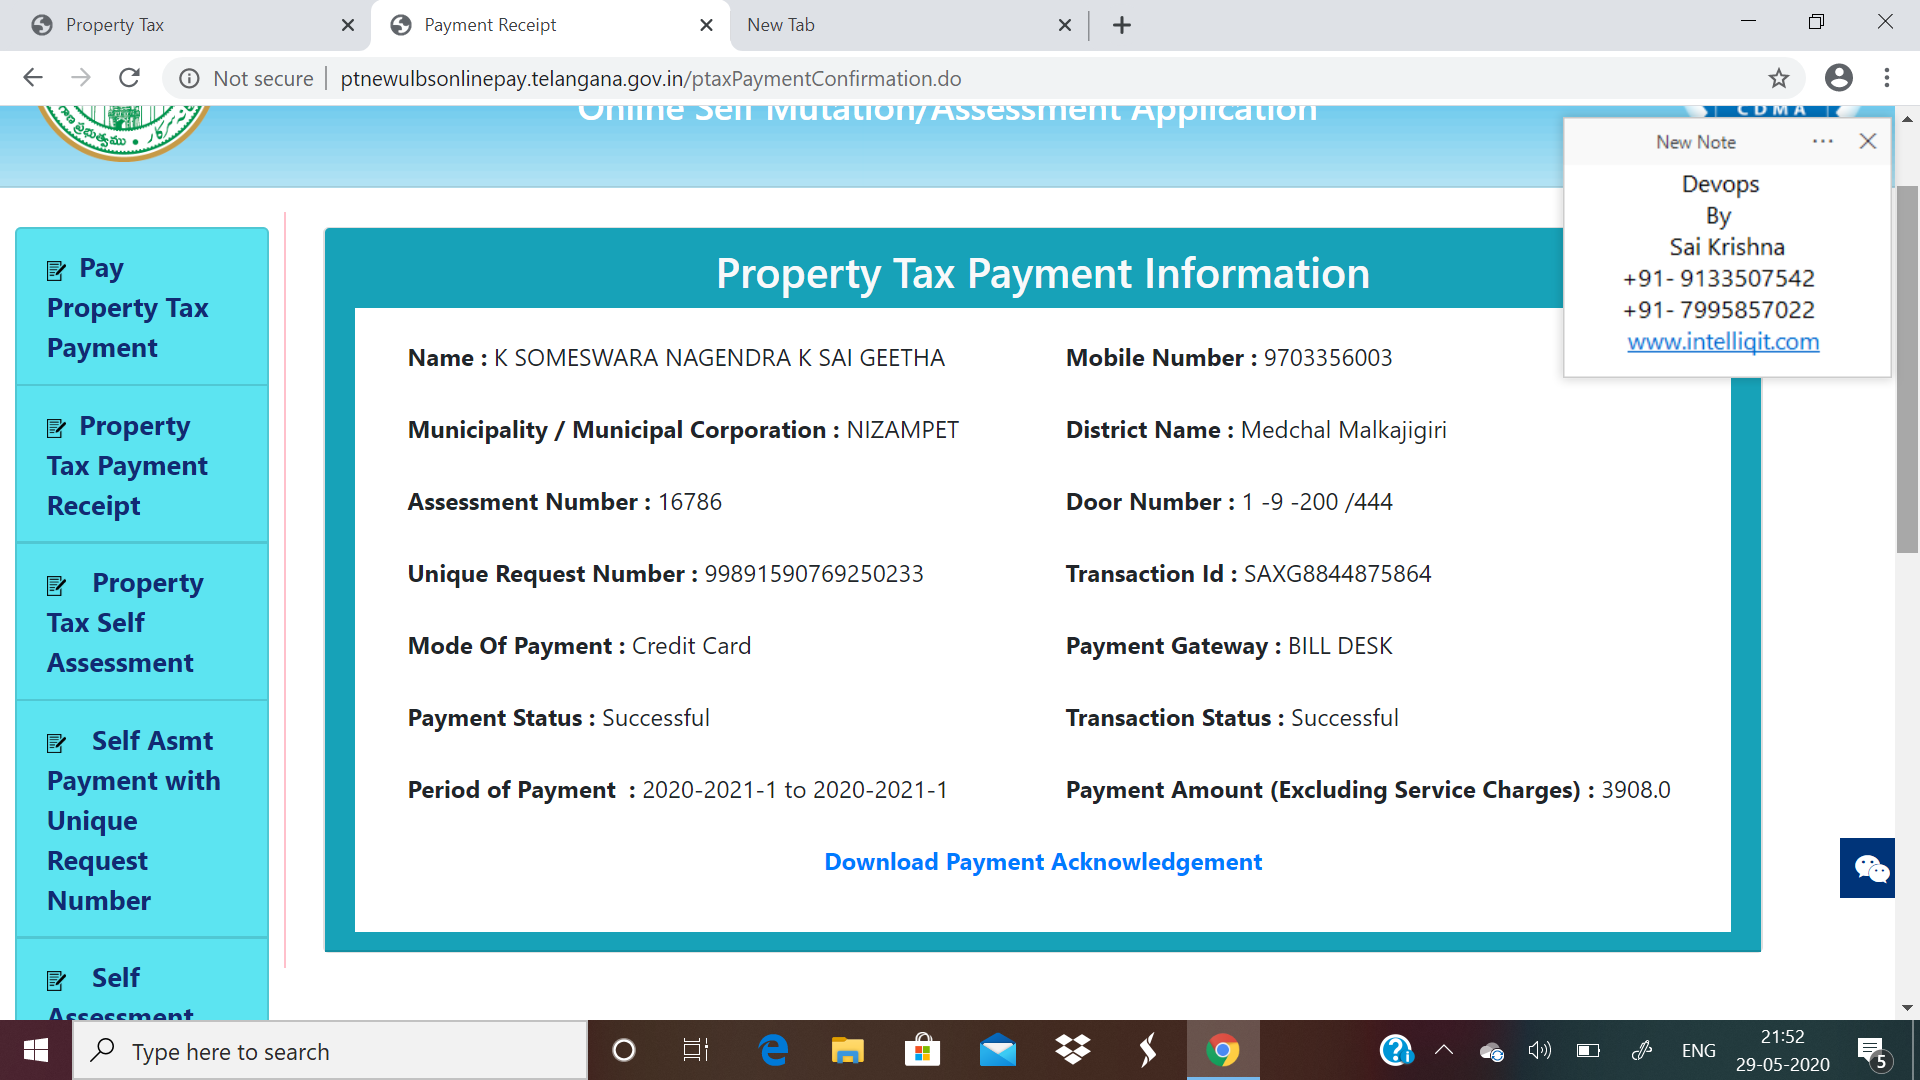 Property Tax
Payment Receipt
New Tab
Not secure
ptnewulbsonlinepay.telangana.gov.in/ptaxPaymentConfirmation.do
Online Self Mutation/Assessment Application
CDMA
New Note
Devops
By
Sai Krishna
+91- 9133507542
+91- 7995857022
www.intelliqit.com
Pay
Property Tax
Payment
Property
Tax Payment
Receipt
Property
Tax Self
Assessment
Self Asmt
Payment with
Unique
Request
Number
Self
Assessment
Property Tax Payment Information
Name : K SOMESWARA NAGENDRA K SAI GEETHA
Mobile Number : 9703356003
Municipality / Municipal Corporation : NIZAMPET
District Name : Medchal Malkajigiri
Assessment Number : 16786
Door Number : 1 -9 -200 /444
Unique Request Number : 99891590769250233
Transaction Id : SAXG8844875864
Mode Of Payment : Credit Card
Payment Gateway : BILL DESK
Payment Status : Successful
Transaction Status : Successful
Period of Payment : 2020-2021-1 to 2020-2021-1
Payment Amount (Excluding Service Charges) : 3908.0
Download Payment Acknowledgement
Type here to search
ENG
21:52
29-05-2020
5